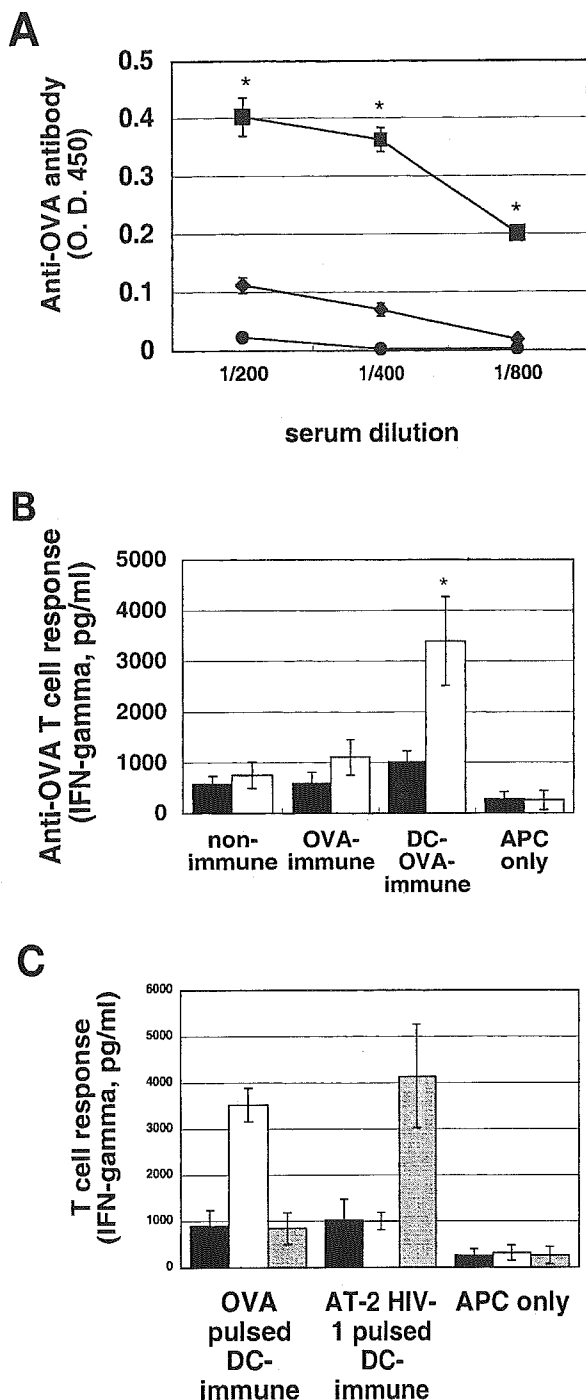 A
Anti-OVA antibody
(O. D. 450)
0.5
0.4
0.3
0.2
0.1
0
*
*
*
1/200
1/400
1/800
serum dilution
B
Anti-OVA T cell response
(IFN-gamma, pg/ml)
5000
4000
3000
2000
1000
0
*
non-
immune
OVA-
immune
DC-
OVA-
immune
APC
only
C
T cell response
(IFN-gamma, pg/ml)
6000
5000
4000
3000
2000
1000
0
OVA
pulsed
DC-
immune
AT-2 HIV-
1 pulsed
DC-
immune
APC only